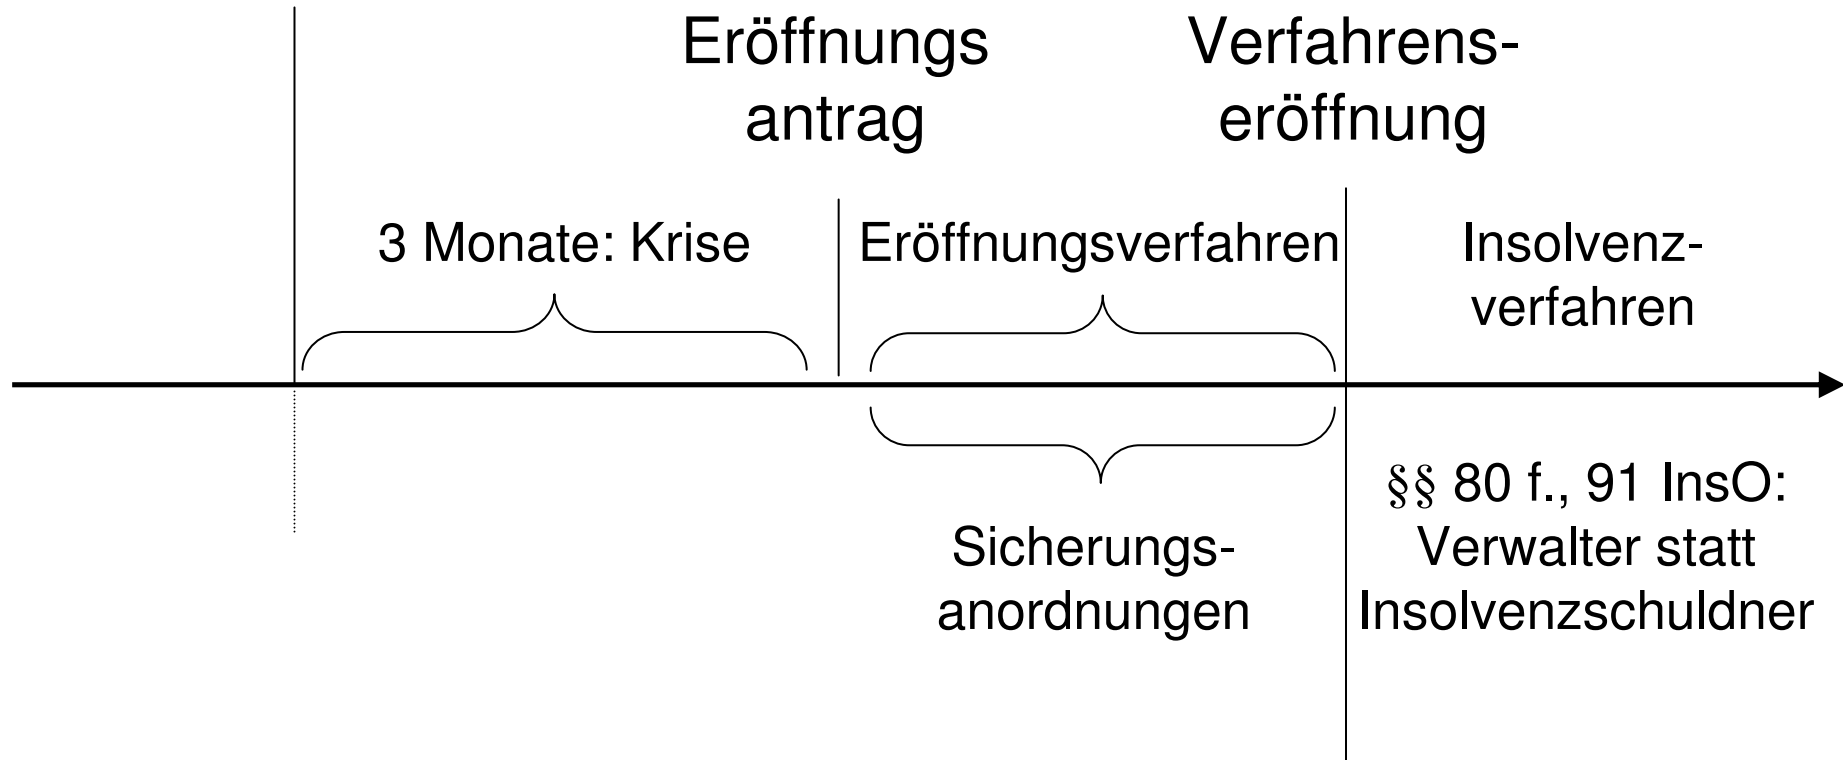 Eröffnungs
antrag
Verfahrens-
eröffnung
3 Monate: Krise
Eröffnungsverfahren
Insolvenz-
verfahren
Sicherungs-
anordnungen
§§ 80 f., 91 InsO:
Verwalter statt
Insolvenzschuldner